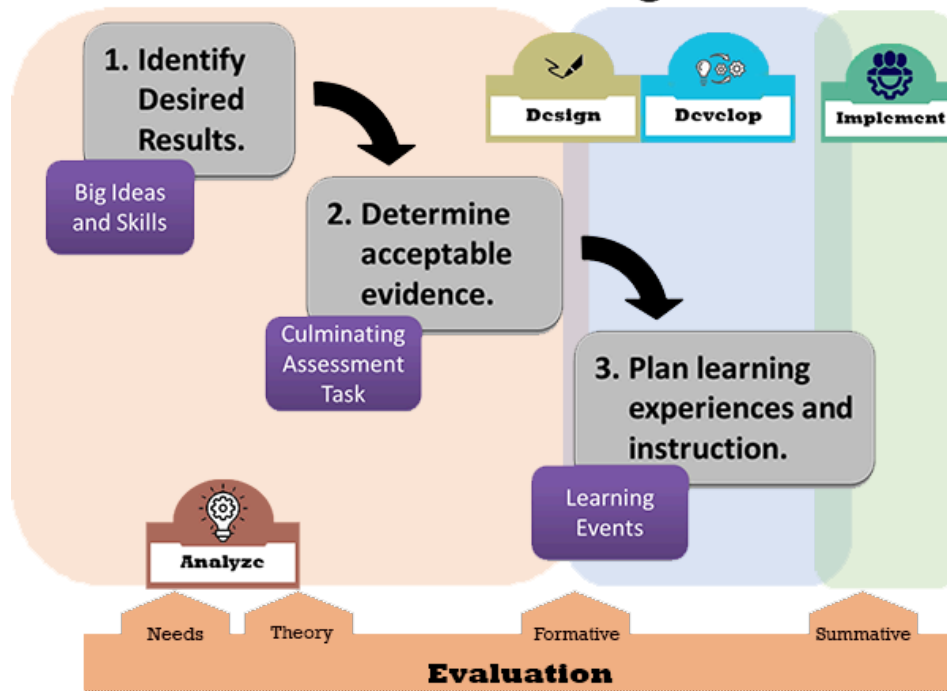 1. Identify
Desired
Results.
Big Ideas
and Skills
2. Determine
acceptable
evidence.
Culminating
Assessment
Task
3. Plan learning
experiences and
instruction.
Learning
Events
Design
Develop
Implement
Analyze
Needs
Theory
Formative
Summative
Evaluation